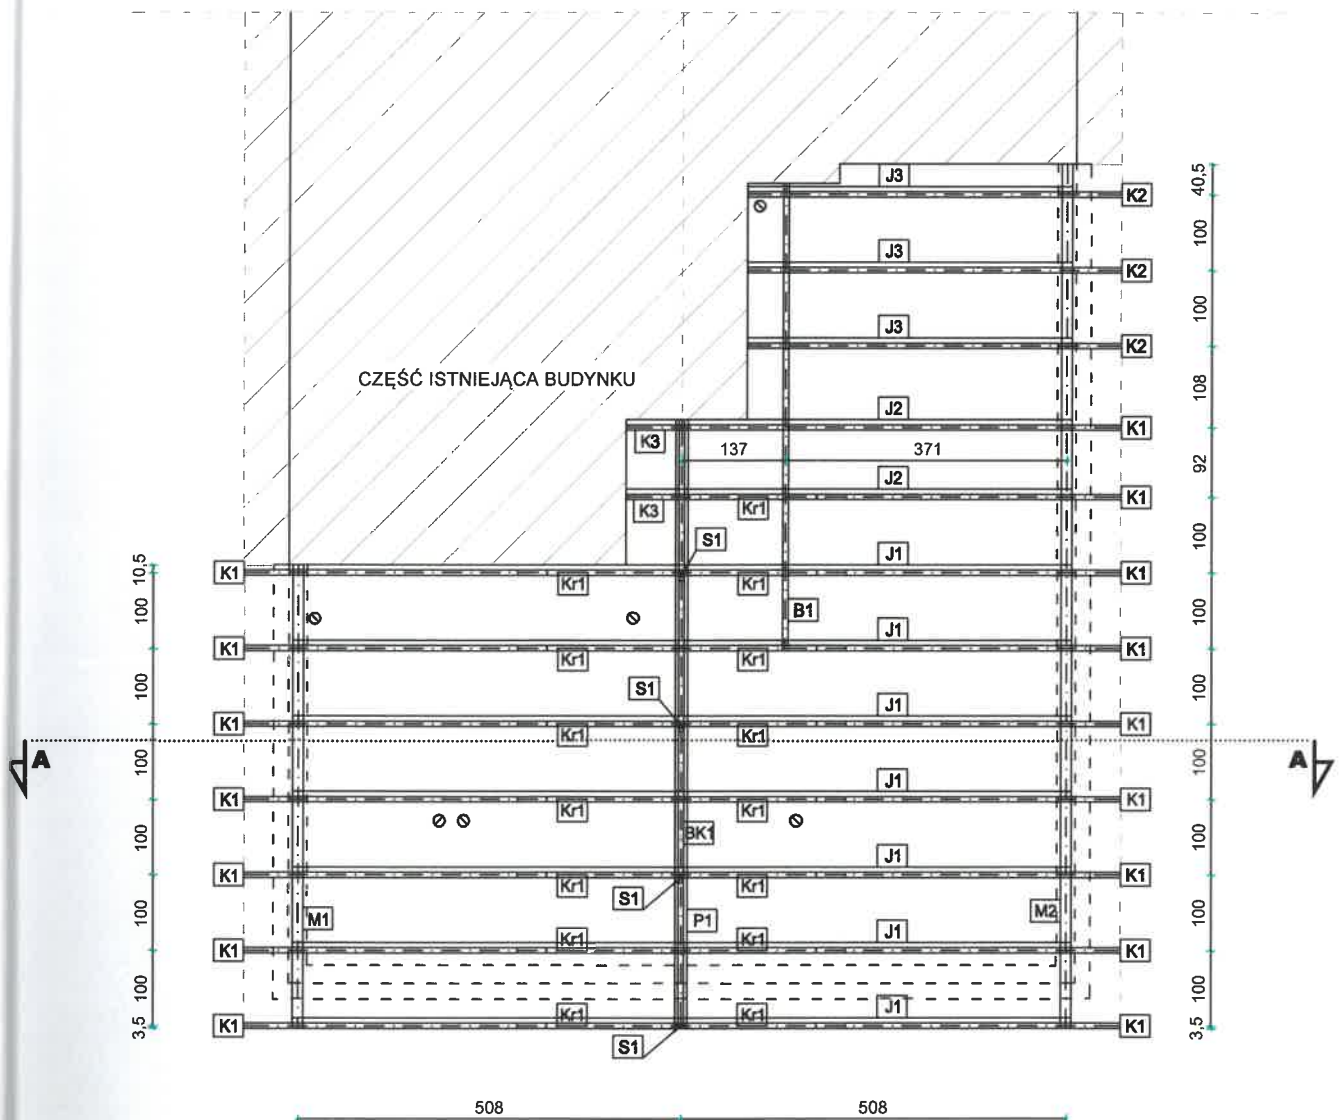 J3
40,5
K2
100
J3
K2
100
J3
K2
CZĘŚĆ ISTNIEJĄCA BUDYNKU
108
J2
K3
K1
137
371
92
J2
K3
Kr1
K1
S1
100
10,5
J1
K1
Kr1
Kr1
K1
100
B1
100
J1
K1
Kr1
Kr1
K1
100
S1
100
J1
K1
Kr1
Kr1
K1
A
100
100
A
J1
K1
Kr1
Kr1
K1
100
BK1
100
J1
K1
Kr1
Kr1
K1
S1
100
M1
P1
M2
100
Kr1
Kr1
J1
K1
K1
100
100
Kr1
Kr1
J1
3,5
K1
K1
3,5
S1
508
508